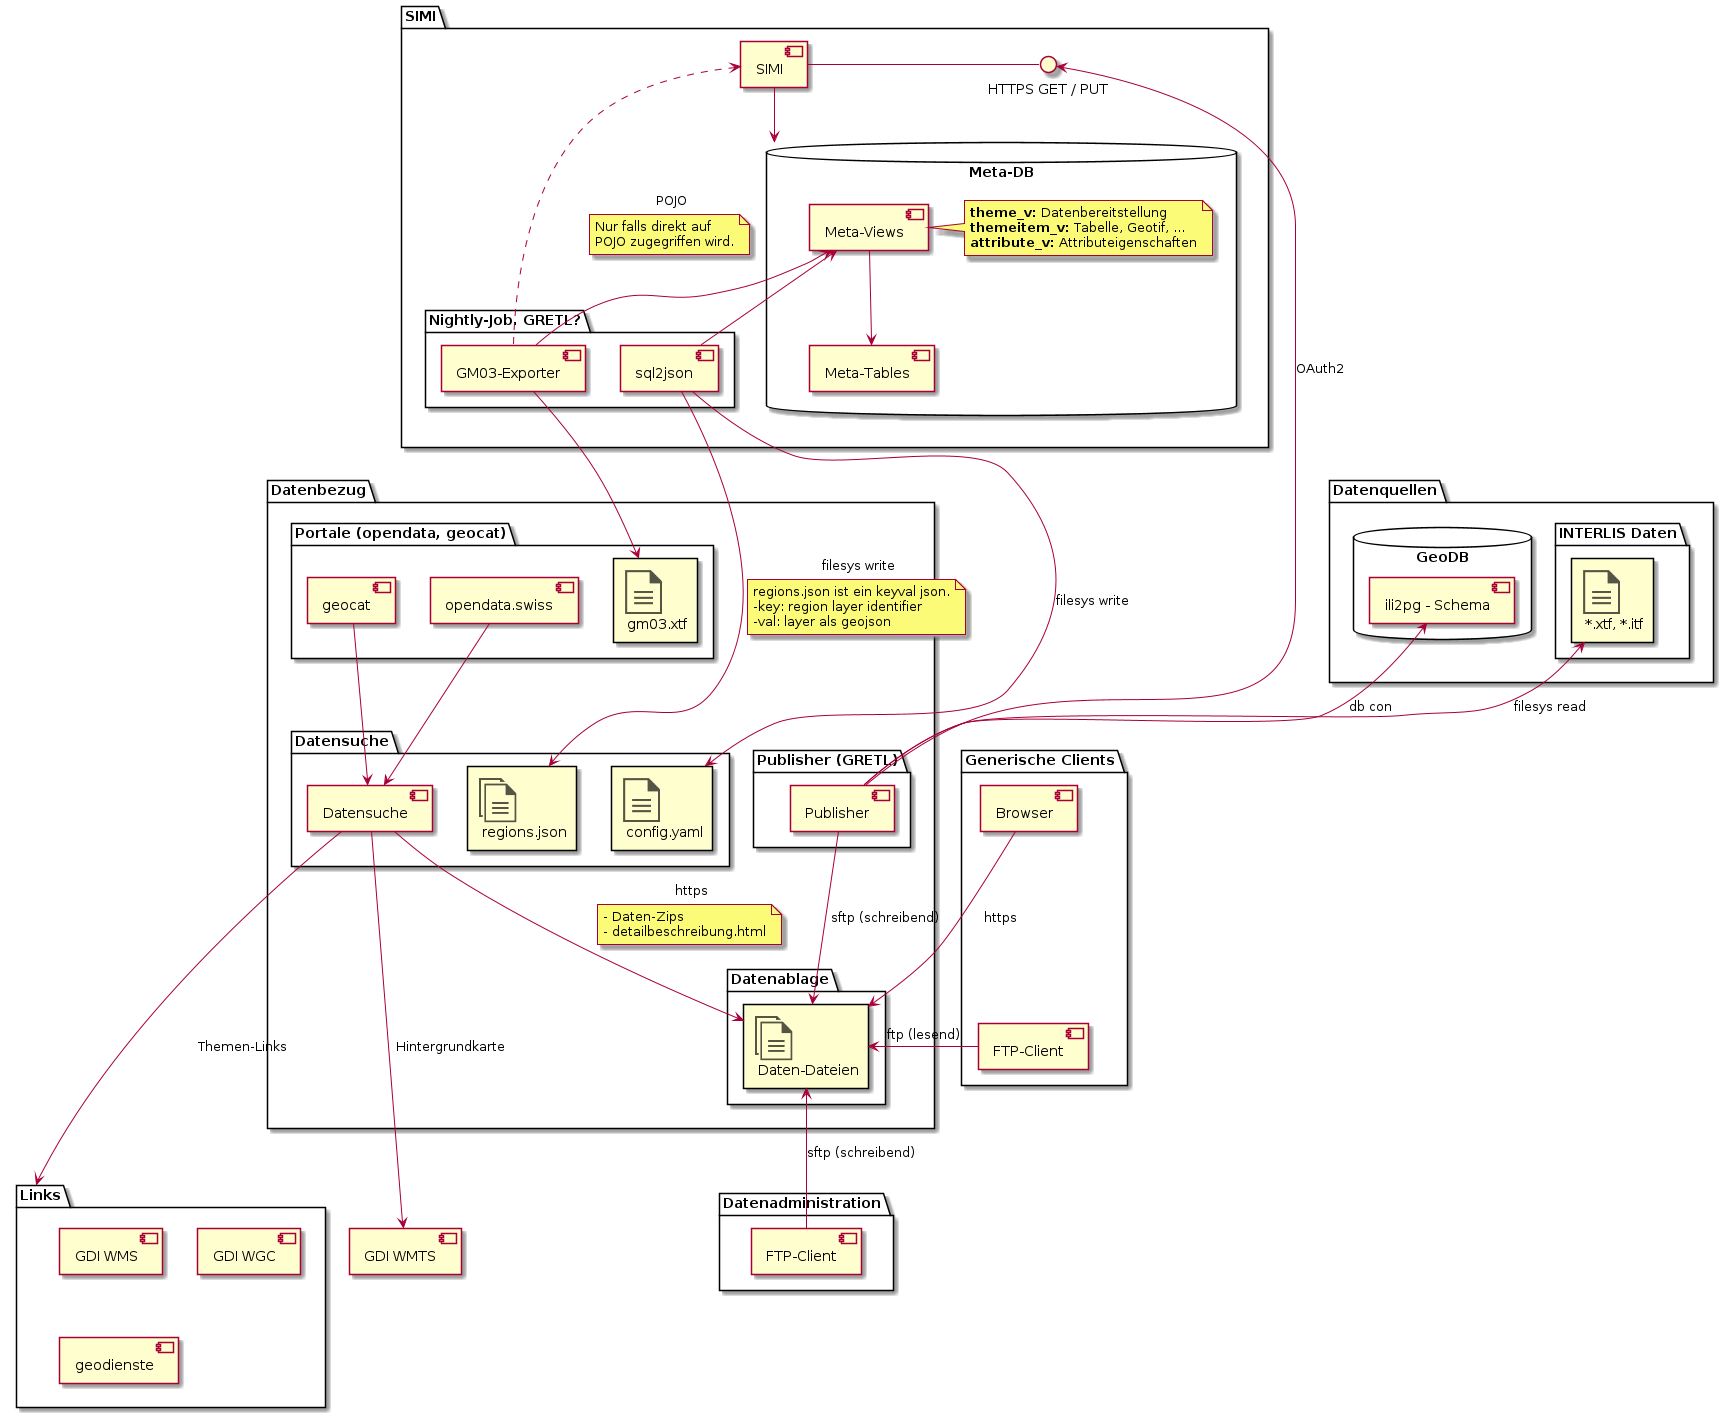 SIMI
SIMI
HTTPS GET / PUT
Meta-DB
POJO
Nur falls direkt auf
POJO zugegriffen wird.
Meta-Views
theme_v: Datenbereitstellung
themeitem_v: Tabelle, Geotif, ...
attribute_v: Attributeigenschaften
Nightly-Job, GRETL?
GM03-Exporter
sql2json
Meta-Tables
OAuth2
Datenbezug
Portale (opendata, geocat)
geocat
opendata.swiss
gm03.xtf
filesys write
regions.json ist ein keyval json.
-key: region layer identifier
-val: layer als geojson
filesys write
Datenquellen
GeoDB
ili2pg - Schema
INTERLIS Daten
*.xtf, *.itf
db con
filesys read
Datensuche
Datensuche
regions.json
config.yaml
Publisher (GRETL)
Publisher
Generische Clients
Browser
https
- Daten-Zips
- detailbeschreibung.html
sftp (schreibend)
https
Datenablage
Daten-Dateien
ftp (lesend)
FTP-Client
Themen-Links
Hintergrundkarte
sftp (schreibend)
Links
GDI WMS
GDI WGC
GDI WMTS
geodienste
Datenadministration
FTP-Client